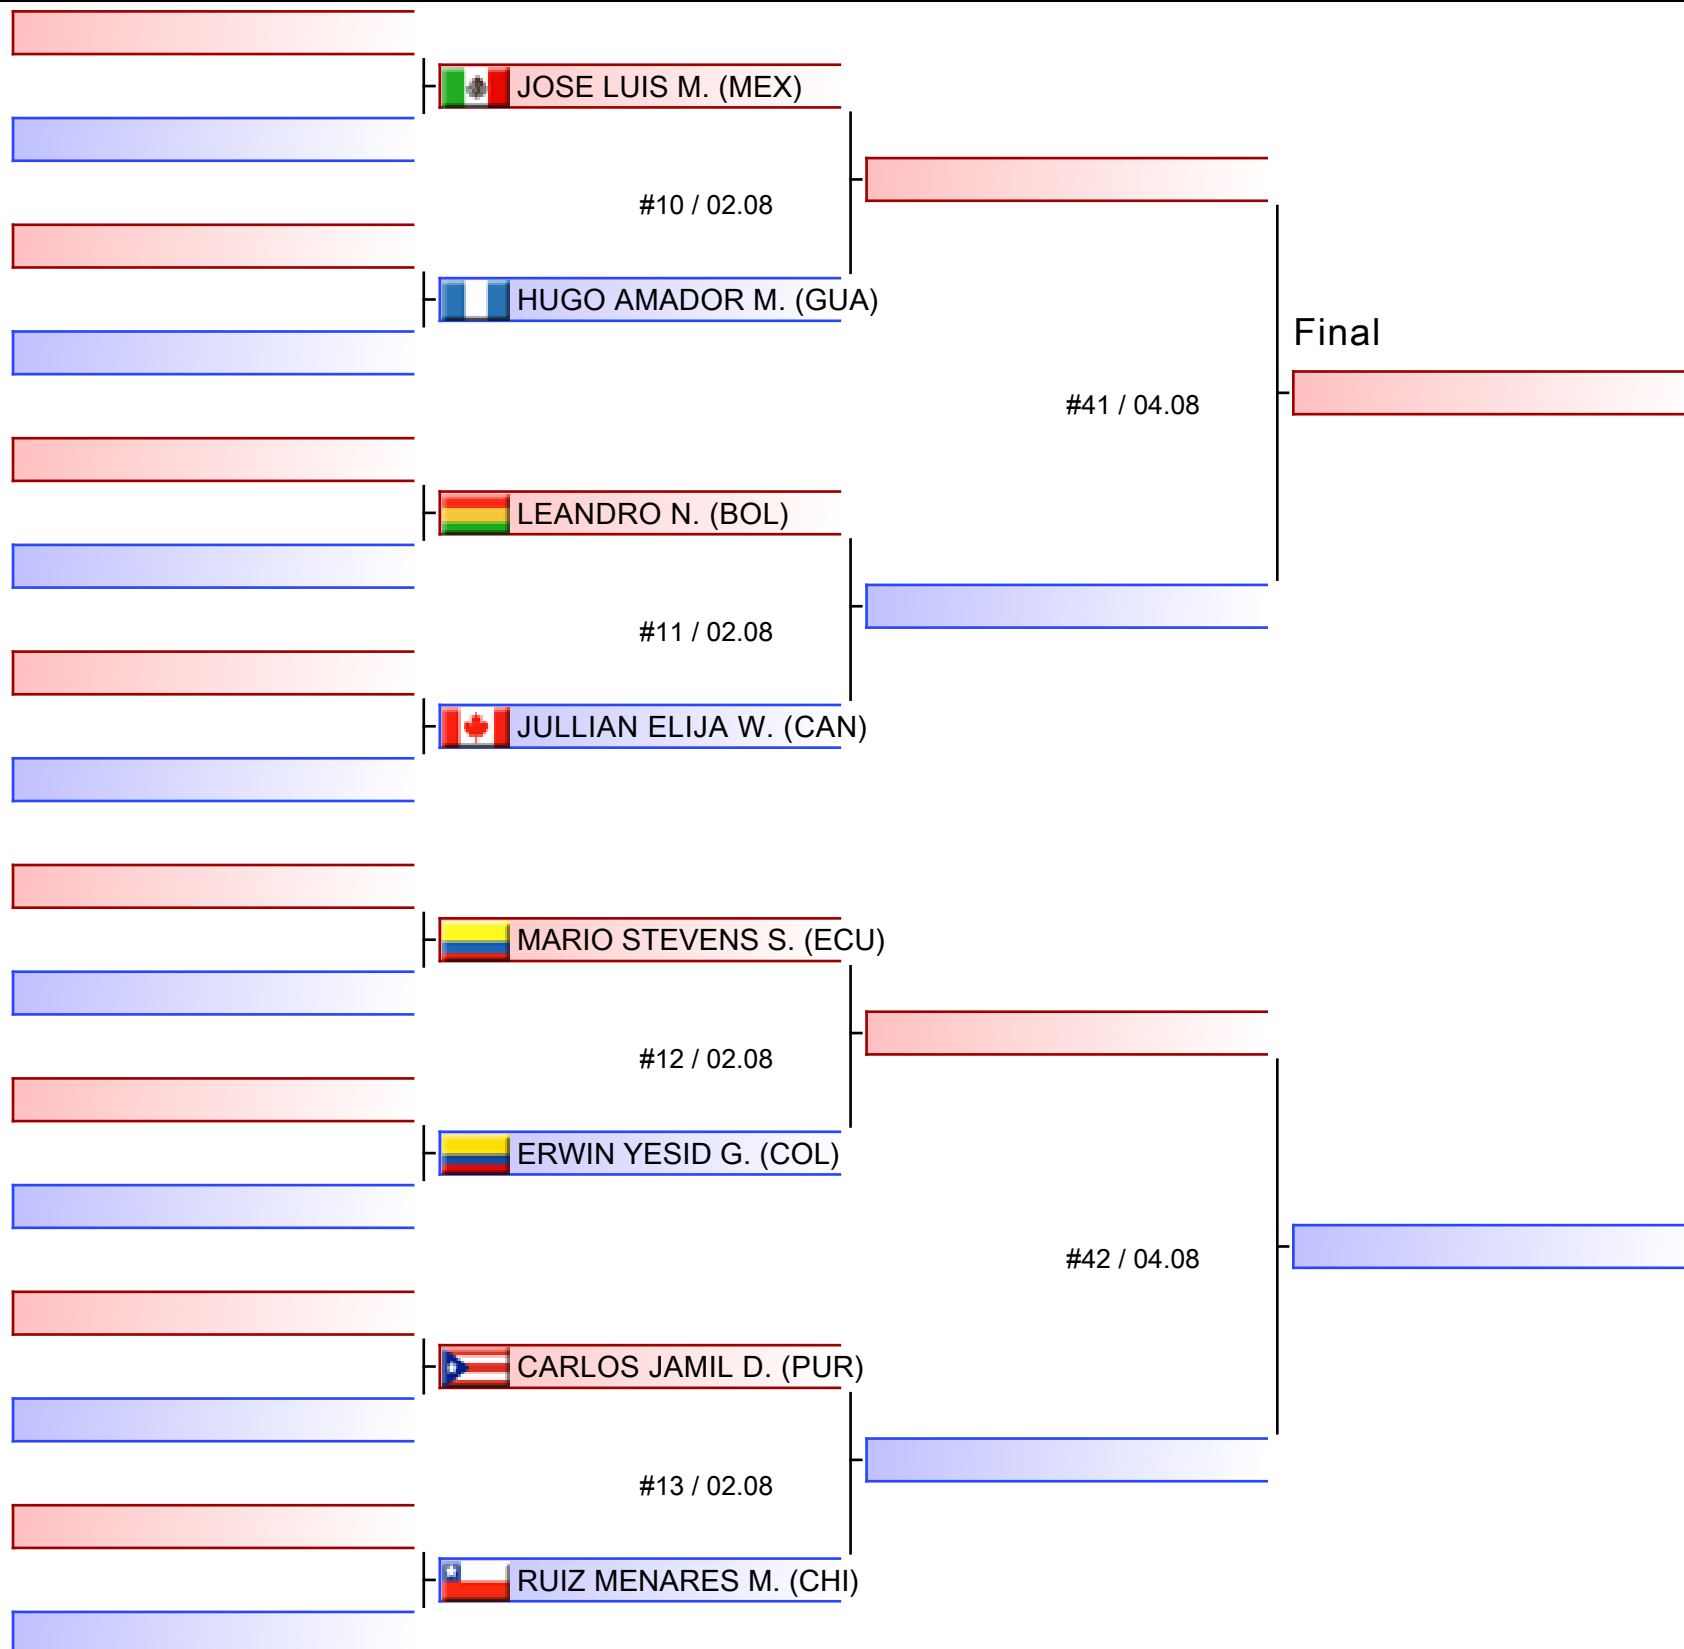 JOSE LUIS M. (MEX)
#10 / 02.08
HUGO AMADOR M. (GUA)
Final
#41 / 04.08
LEANDRO N. (BOL)
#11 / 02.08
JULLIAN ELIJA W. (CAN)
MARIO STEVENS S. (ECU)
#12 / 02.08
ERWIN YESID G. (COL)
#42 / 04.08
CARLOS JAMIL D. (PUR)
#13 / 02.08
RUIZ MENARES M. (CHI)